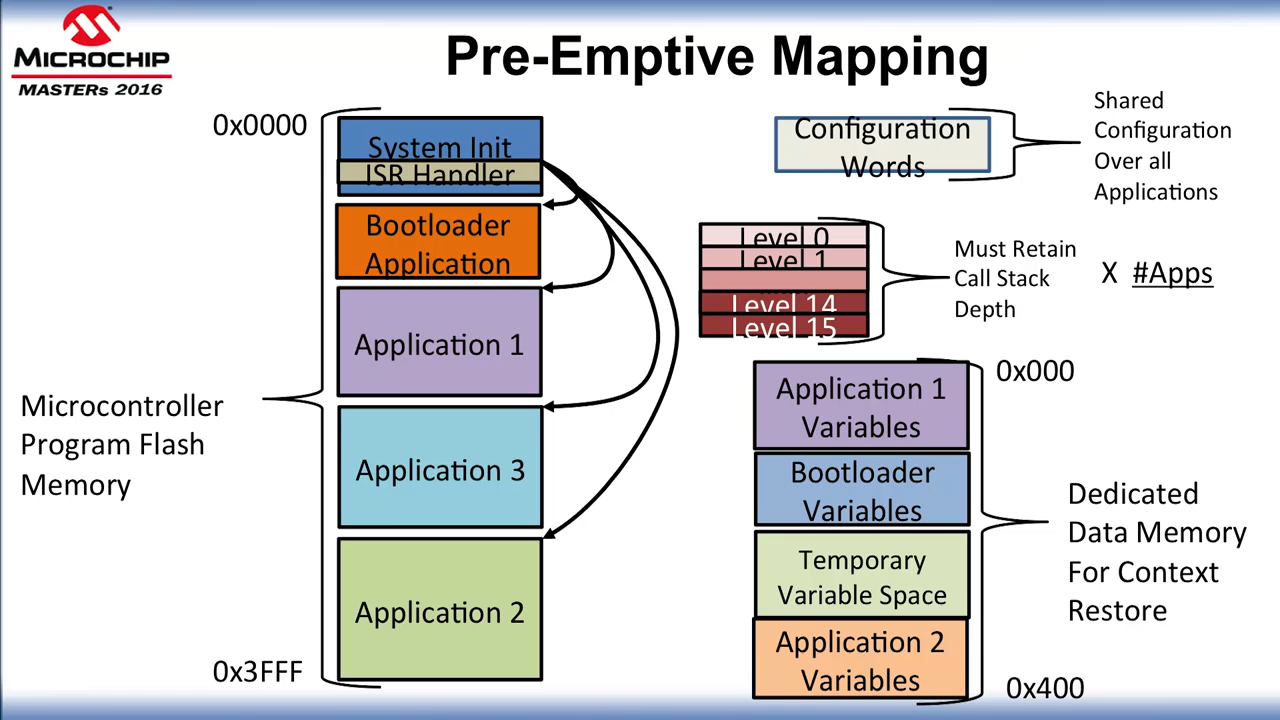 MICROCHIP
MASTERs 2016
Pre-Emptive Mapping
0x0000
System Init
ISR Handler
Bootloader
Application
Application 1
Application 3
Application 2
0x3FFF
Microcontroller
Program Flash
Memory
Configuration
Words
Shared
Configuration
Over all
Applications
Level 0
Level 1
Level 14
Level 15
Must Retain
Call Stack
Depth
X #Apps
0x000
Application 1
Variables
Bootloader
Variables
Temporary
Variable Space
Application 2
Variables
0x400
Dedicated
Data Memory
For Context
Restore